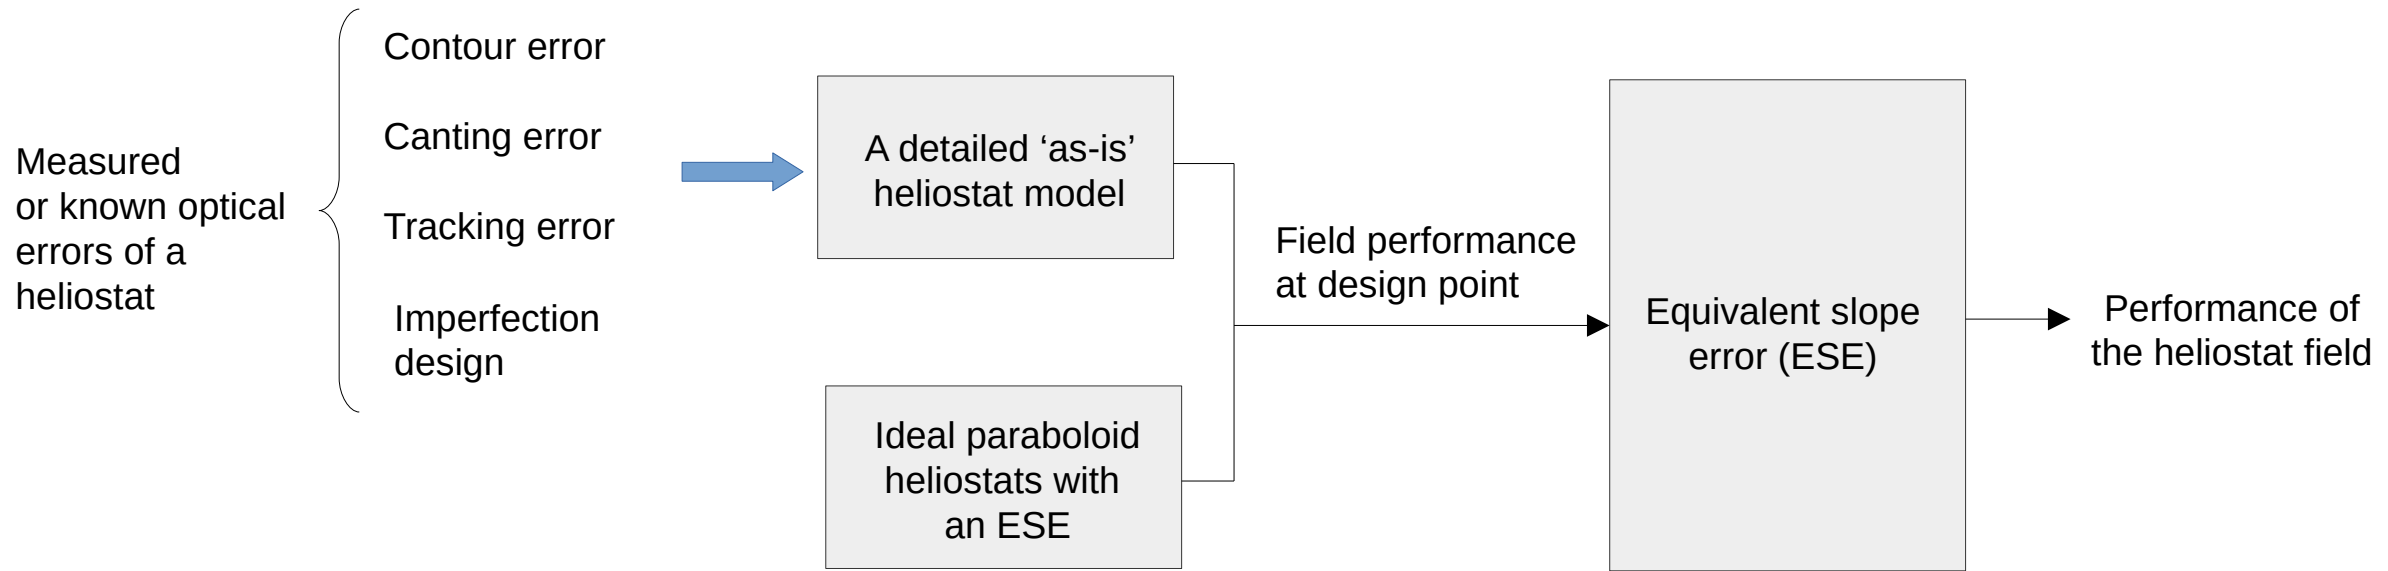 Measured
or known optical
errors of a
heliostat
Contour error
Canting error
Tracking error
Imperfection
design
A detailed ‘as-is’
heliostat model
Ideal paraboloid
heliostats with
an ESE
Field performance
at design point
Equivalent slope
error (ESE)
Performance of
the heliostat field